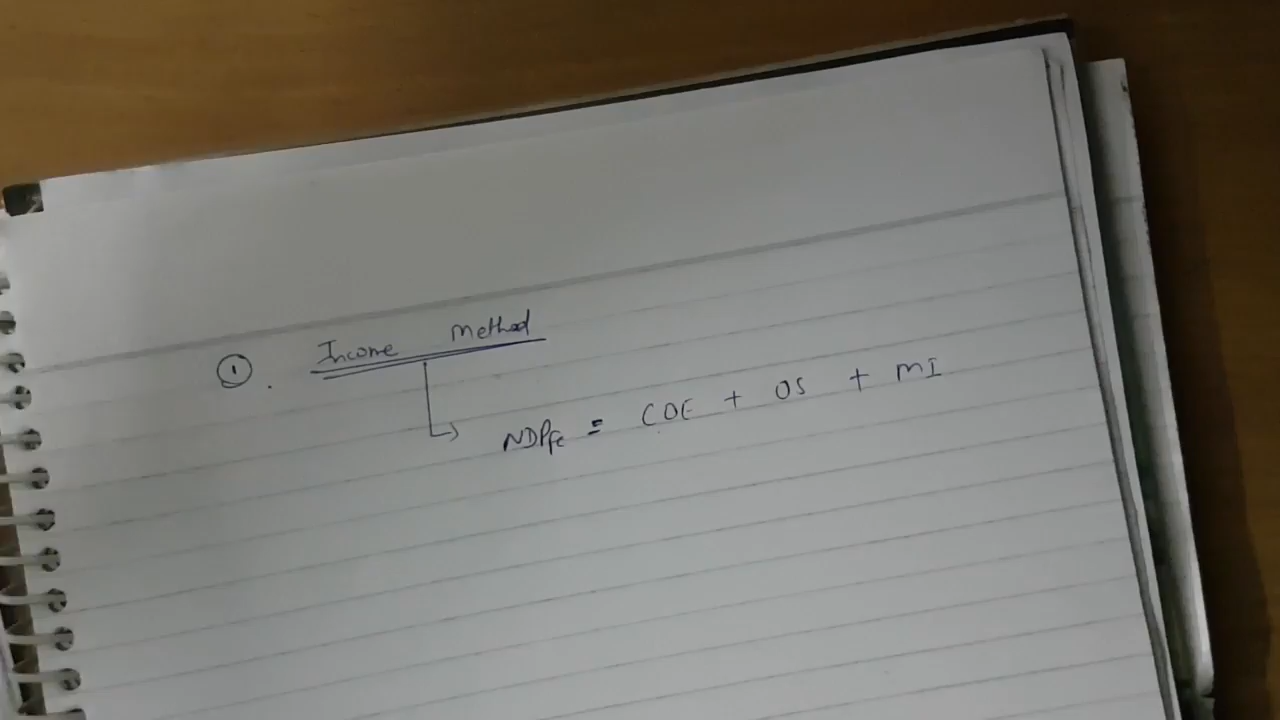 ①. Income Method
NDPfc = COE + OS + MI